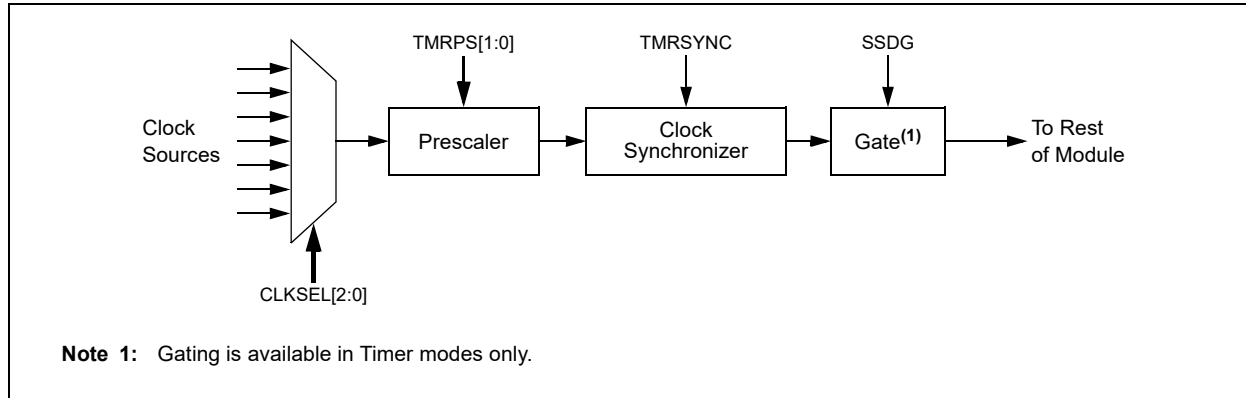 TMRPS[1:0]
TMRSYNC
SSDG
Clock
Sources
Prescaler
Clock
Synchronizer
Gate(1)
To Rest
of Module
CLKSEL[2:0]
Note 1: Gating is available in Timer modes only.